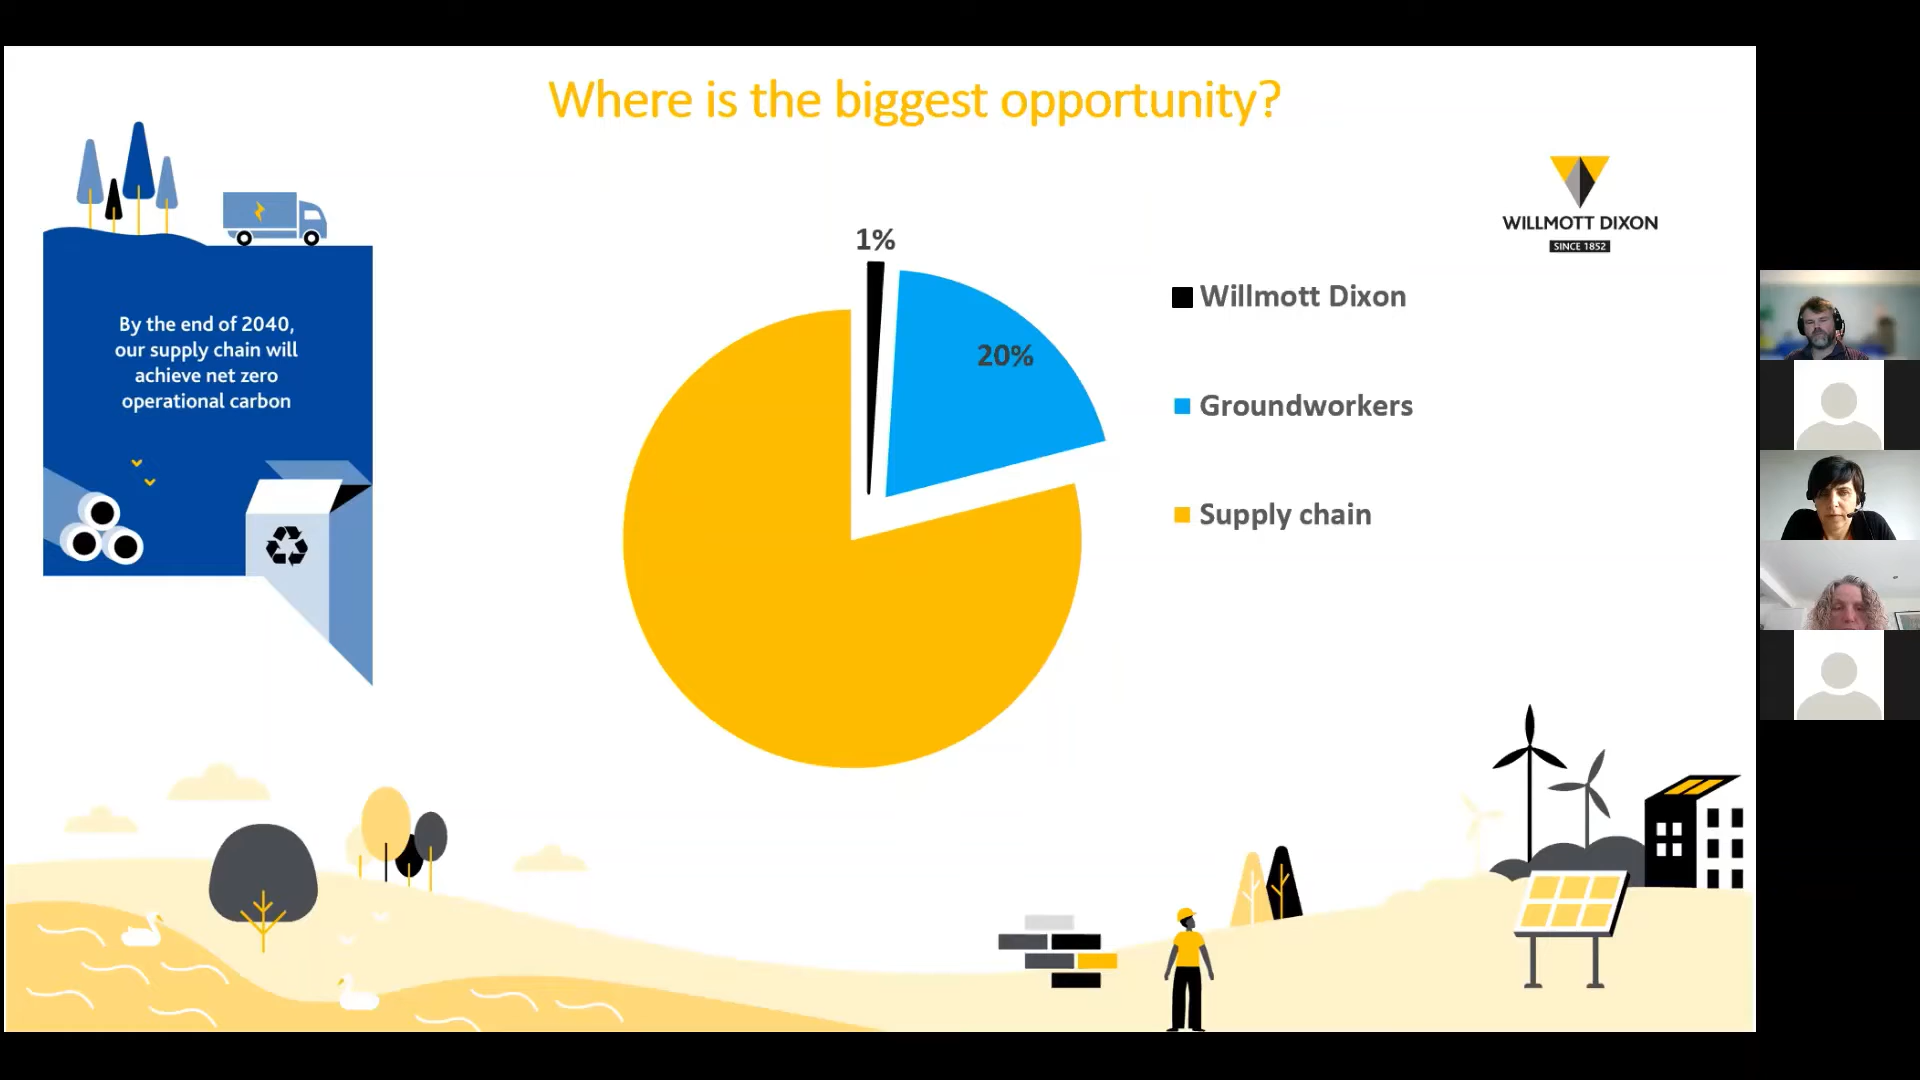 Where is the biggest opportunity?
By the end of 2040,
our supply chain will
achieve net zero
operational carbon
1%
20%
WILLMOTT DIXON
SINCE 1852
Willmott Dixon
Groundworkers
Supply chain